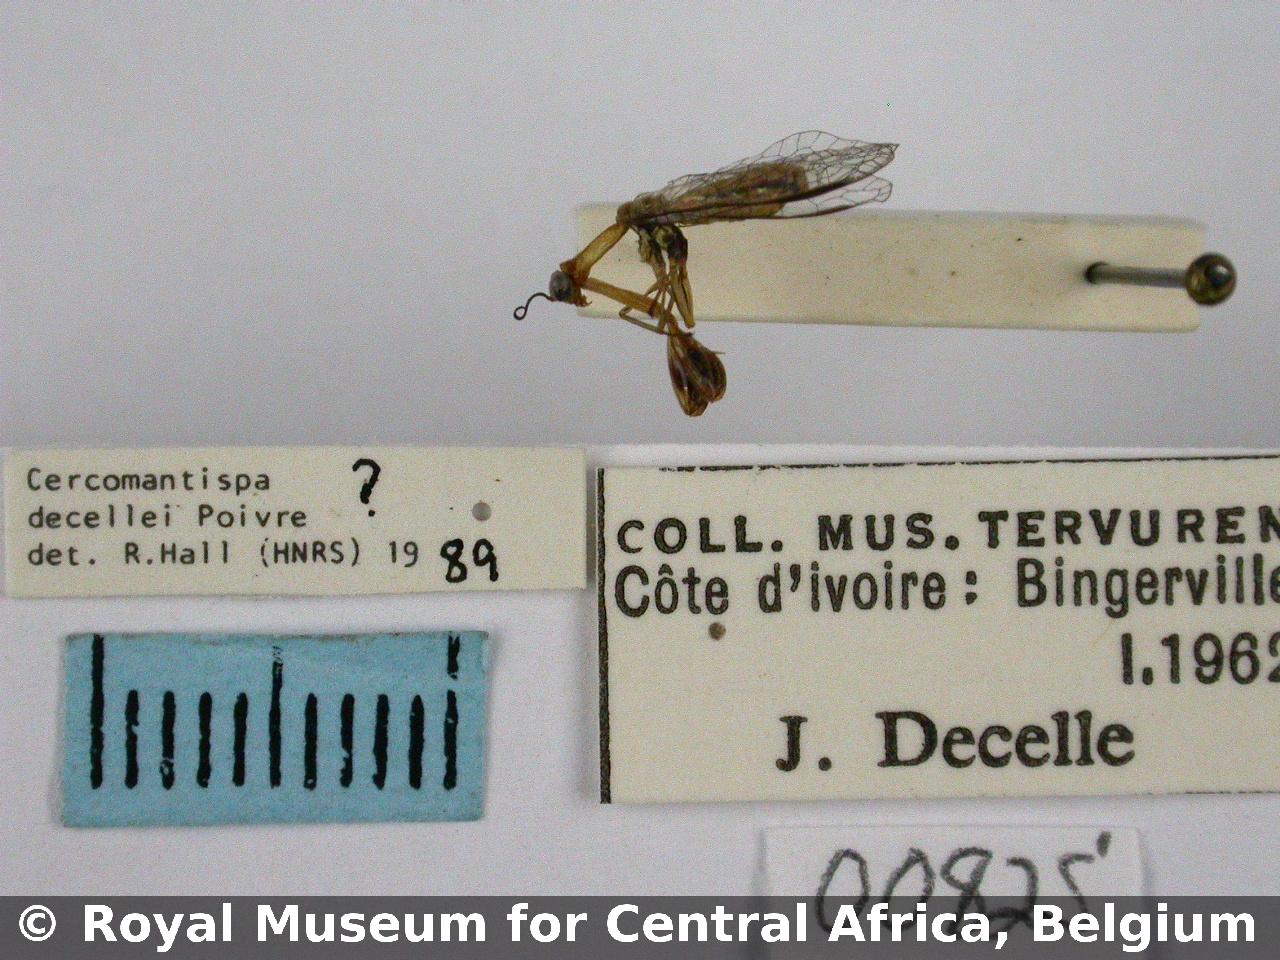 Cercomantispa ?
decellei Poivre
det. R.Hall (HNRS) 19 89
COLL. MUS. TERVUREN
Côte d'ivoire: Bingerville
I.1962
J. Decelle
00825'
© Royal Museum for Central Africa, Belgium